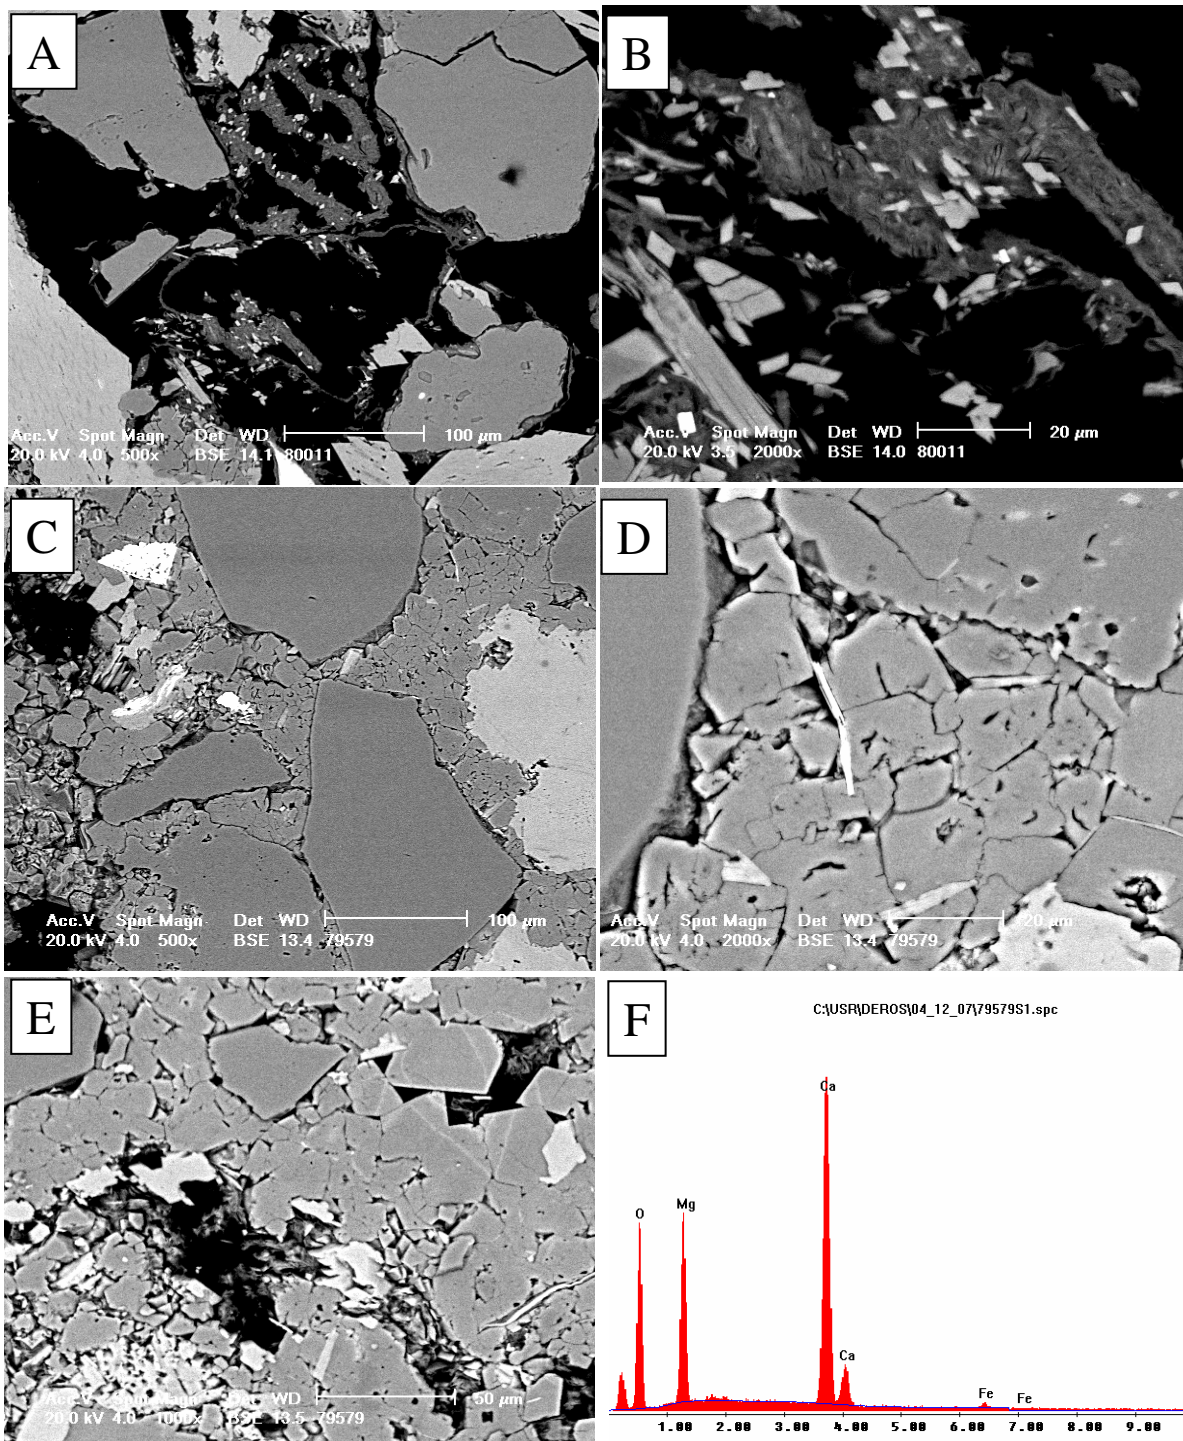 A
Acc.V Spot Magn Det WD 100 µm
20.0 kV 4.0 500x BSE 14.1 80011
B
Acc.V Spot Magn Det WD 20 µm
20.0 kV 3.5 2000x BSE 14.0 80011
C
Acc.V Spot Magn Det WD 100 µm
20.0 kV 4.0 500x BSE 13.4 79579
D
Acc.V Spot Magn Det WD 20 µm
20.0 kV 4.0 2000x BSE 13.4 79579
E
Acc.V Spot Magn Det WD 50 µm
20.0 kV 4.0 1000x BSE 13.5 79579
F
C:\USR\DEROS\04_12_07\79579S1.spc
Ca
O
Mg
Ca
Fe
Fe
1.00 2.00 3.00 4.00 5.00 6.00 7.00 8.00 9.00